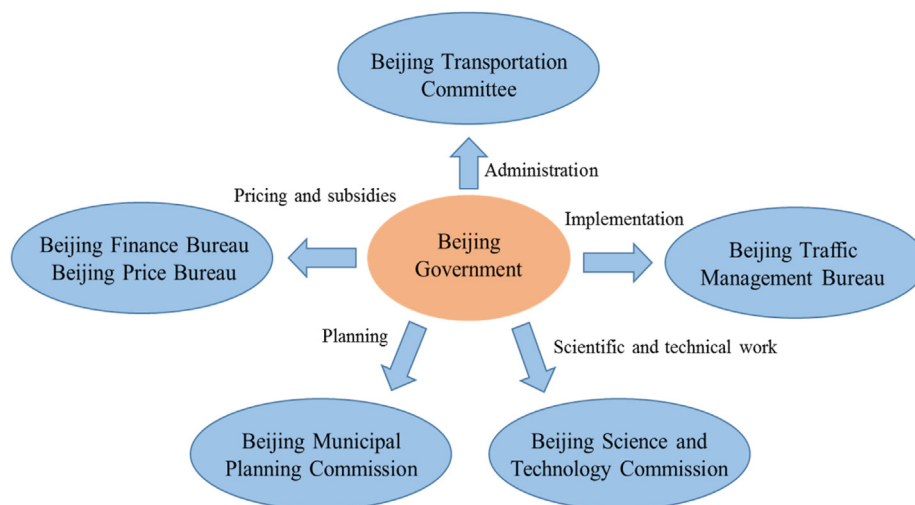 Beijing Transportation
Committee
Administration
Pricing and subsidies
Implementation
Beijing Finance Bureau
Beijing Price Bureau
Beijing
Government
Beijing Traffic
Management Bureau
Planning
Scientific and technical work
Beijing Municipal
Planning Commission
Beijing Science and
Technology Commission